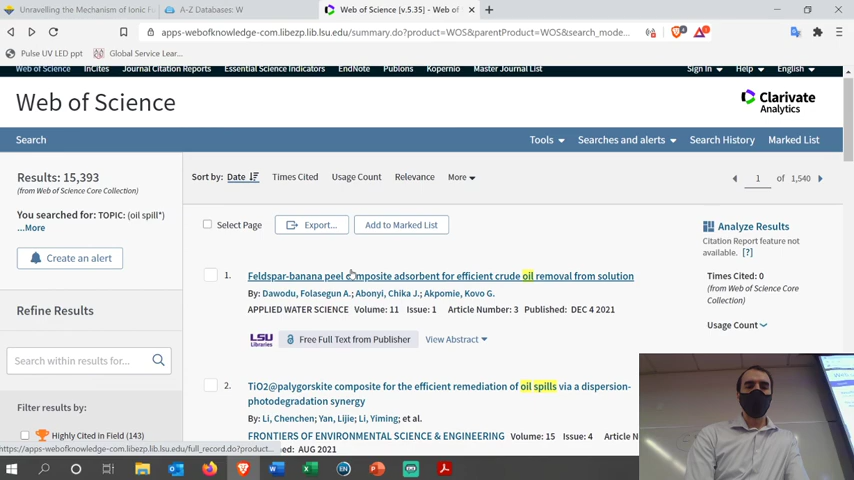 Unravelling the Mechanism of Ionic Fu
A-Z Databases: W
Web of Science [v.5.35] - Web of
apps-webofknowledge-com.libezp.lib.lsu.edu/summary.do?product=WOS&parentProduct=WOS&search_mode...
Pulse UV LED ppt
Global Service Lear...
Web of Science
InCites
Journal Citation Reports
Essential Science Indicators
EndNote
Publons
Kopernio
Master Journal List
Sign In
Help
English
Web of Science
Clarivate
Analytics
Search
Tools
Searches and alerts
Search History
Marked List
Results: 15,393
(from Web of Science Core Collection)
You searched for: TOPIC: (oil spill*)
...More
Create an alert
Refine Results
Search within results for...
Filter results by:
Highly Cited in Field (143)
Sort by:
Date
Times Cited
Usage Count
Relevance
More
1 of 1,540
Select Page
Export...
Add to Marked List
1. Feldspar-banana peel composite adsorbent for efficient crude oil removal from solution
By: Dawodu, Folasegun A.; Abonyi, Chika J.; Akpomie, Kovo G.
APPLIED WATER SCIENCE Volume: 11 Issue: 1 Article Number: 3 Published: DEC 4 2021
LSU
Libraries
Free Full Text from Publisher
View Abstract
2. TiO2@palygorskite composite for the efficient remediation of oil spills via a dispersion-
photodegradation synergy
By: Li, Chenchen; Yan, Lijie; Li, Yiming; et al.
FRONTIERS OF ENVIRONMENTAL SCIENCE & ENGINEERING Volume: 15 Issue: 4 Article N
ed: AUG 2021
Analyze Results
Citation Report feature not
available. [?]
Times Cited: 0
(from Web of Science
Core Collection)
Usage Count
https://apps-webofknowledge-com.libezp.lib.lsu.edu/full_record.do?product...